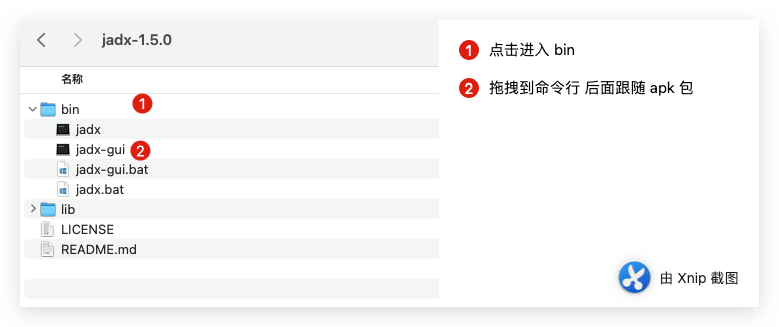 jadx-1.5.0
名称
bin
1
jadx
jadx-gui
2
jadx-gui.bat
jadx.bat
lib
LICENSE
README.md
1 点击进入 bin
2 拖拽到命令行 后面跟随 apk 包
由 Xnip 截图